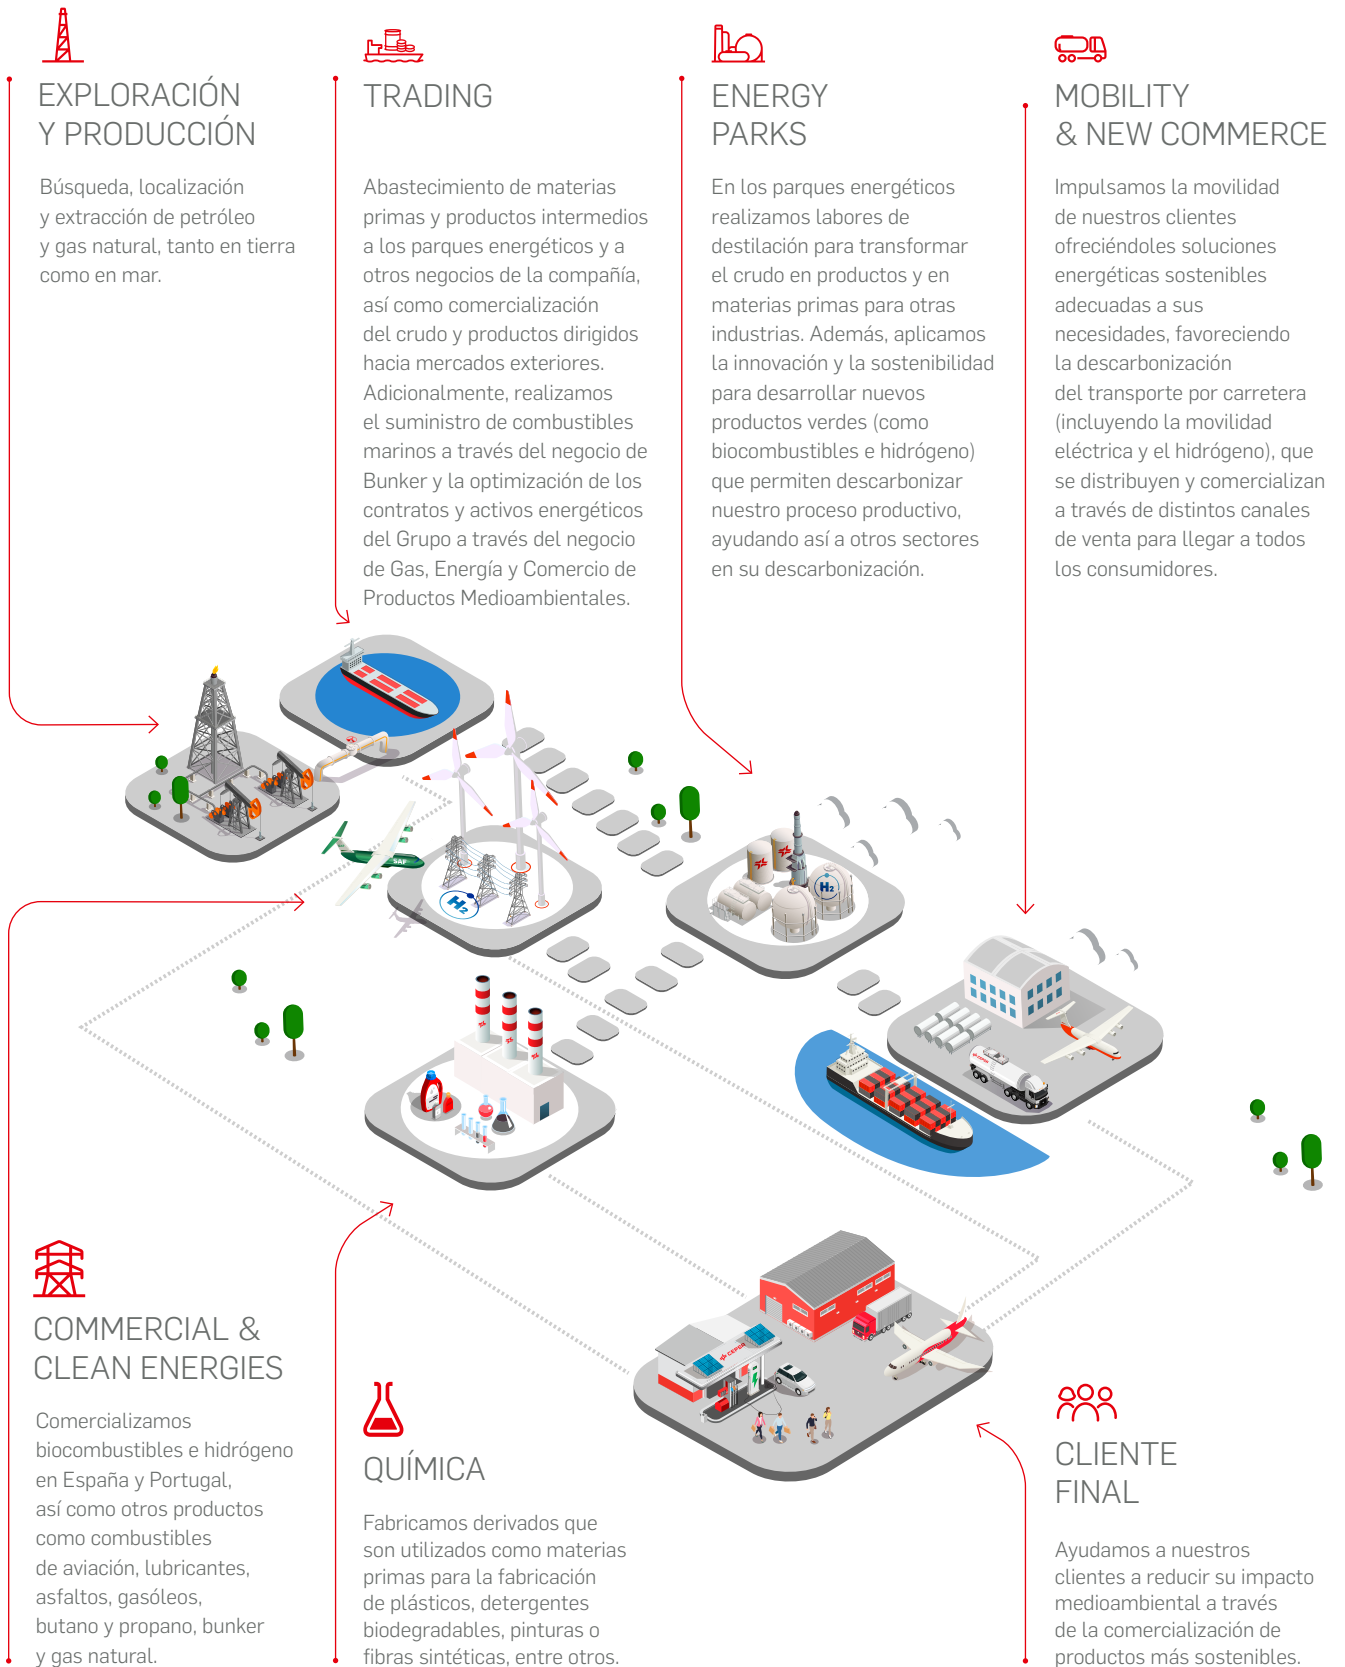 EXPLORACIÓN
Y PRODUCCIÓN
Búsqueda, localización
y extracción de petróleo
y gas natural, tanto en tierra
como en mar.
TRADING
Abastecimiento de materias
primas y productos intermedios
a los parques energéticos y a
otros negocios de la compañía,
así como comercialización
del crudo y productos dirigidos
hacia mercados exteriores.
Adicionalmente, realizamos
el suministro de combustibles
marinos a través del negocio de
Bunker y la optimización de los
contratos y activos energéticos
del Grupo a través del negocio
de Gas, Energía y Comercio de
Productos Medioambientales.
ENERGY
PARKS
En los parques energéticos
realizamos labores de
destilación para transformar
el crudo en productos y en
materias primas para otras
industrias. Además, aplicamos
la innovación y la sostenibilidad
para desarrollar nuevos
productos verdes (como
biocombustibles e hidrógeno)
que permiten descarbonizar
nuestro proceso productivo,
ayudando así a otros sectores
en su descarbonización.
MOBILITY
& NEW COMMERCE
Impulsamos la movilidad
de nuestros clientes
ofreciéndoles soluciones
energéticas sostenibles
adecuadas a sus
necesidades, favoreciendo
la descarbonización
del transporte por carretera
(incluyendo la movilidad
eléctrica y el hidrógeno), que
se distribuyen y comercializan
a través de distintos canales
de venta para llegar a todos
los consumidores.
SAF
H2
H2
CEPSA
CEPSA
COMMERCIAL &
CLEAN ENERGIES
Comercializamos
biocombustibles e hidrógeno
en España y Portugal,
así como otros productos
como combustibles
de aviación, lubricantes,
asfaltos, gasóleos,
butano y propano, bunker
y gas natural.
QUÍMICA
Fabricamos derivados que
son utilizados como materias
primas para la fabricación
de plásticos, detergentes
biodegradables, pinturas o
fibras sintéticas, entre otros.
CLIENTE
FINAL
Ayudamos a nuestros
clientes a reducir su impacto
medioambiental a través
de la comercialización de
productos más sostenibles.